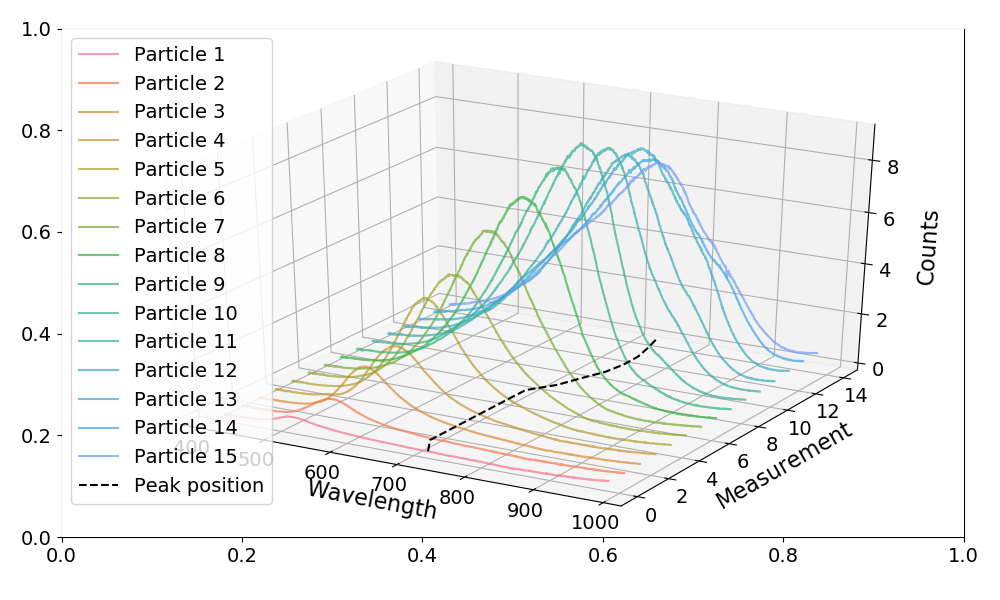 1.0
0.8
0.6
0.4
0.2
0.0
0.0
0.2
0.4
0.6
0.8
1.0
Particle 1
Particle 2
Particle 3
Particle 4
Particle 5
Particle 6
Particle 7
Particle 8
Particle 9
Particle 10
Particle 11
Particle 12
Particle 13
Particle 14
Particle 15
Peak position
400
500
600
700
800
900
1000
Wavelength
0
2
4
6
8
10
12
14
Measurement
0
2
4
6
8
Counts